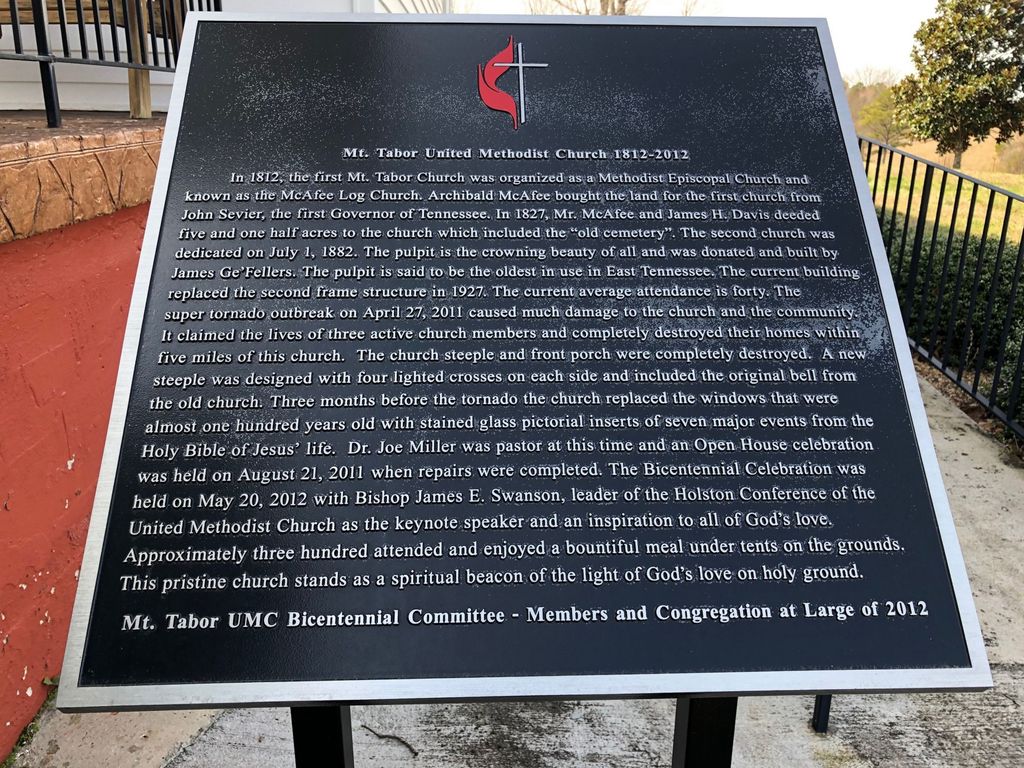 Mt. Tabor United Methodist Church 1812-2012
In 1812, the first Mt. Tabor Church was organized as a Methodist Episcopal Church and
known as the McAfee Log Church. Archibald McAfee bought the land for the first church from
John Sevier, the first Governor of Tennessee. In 1827, Mr. McAfee and James H. Davis deeded
five and one half acres to the church which included the "old cemetery". The second church was
dedicated on July 1, 1882. The pulpit is the crowning beauty of all and was donated and built by
James Ge'Fellers. The pulpit is said to be the oldest in use in East Tennessee. The current building
replaced the second frame structure in 1927. The current average attendance is forty. The
super tornado outbreak on April 27, 2011 caused much damage to the church and the community.
It claimed the lives of three active church members and completely destroyed their homes within
five miles of this church. The church steeple and front porch were completely destroyed. A new
steeple was designed with four lighted crosses on each side and included the original bell from
the old church. Three months before the tornado the church replaced the windows that were
almost one hundred years old with stained glass pictorial inserts of seven major events from the
Holy Bible of Jesus' life. Dr. Joe Miller was pastor at this time and an Open House celebration
was held on August 21, 2011 when repairs were completed. The Bicentennial Celebration was
held on May 20, 2012 with Bishop James E. Swanson, leader of the Holston Conference of the
United Methodist Church as the keynote speaker and an inspiration to all of God's love.
Approximately three hundred attended and enjoyed a bountiful meal under tents on the grounds.
This pristine church stands as a spiritual beacon of the light of God's love on holy ground.
Mt. Tabor UMC Bicentennial Committee - Members and Congregation at Large of 2012